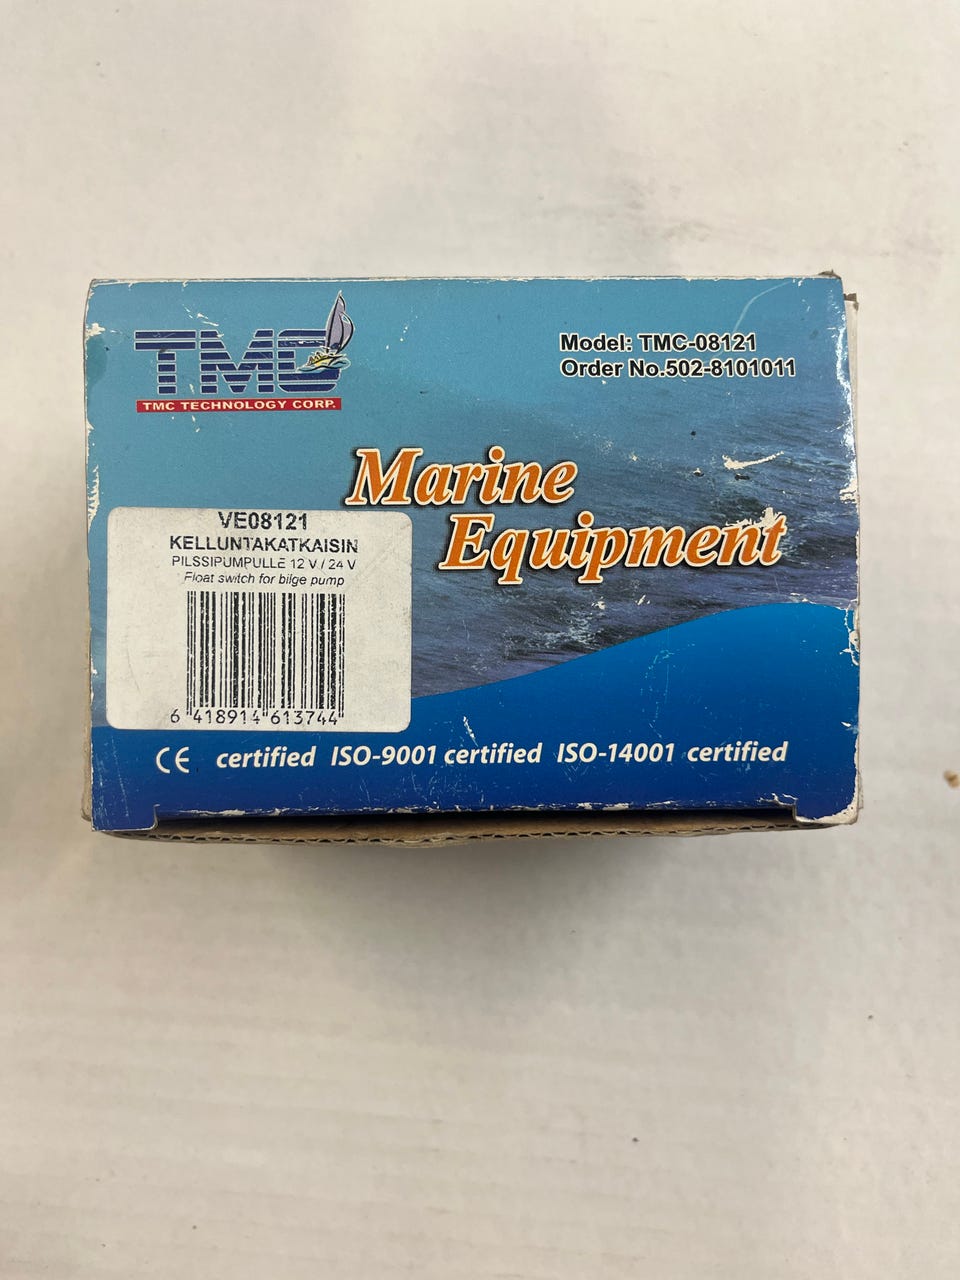 TMC
TMC TECHNOLOGY CORP.
Model: TMC-08121
Order No.502-8101011
Marine
Equipment
VE08121
KELLUNTAKATKAISIN
PILSSIPUMPULLE 12 V / 24 V
Float switch for bilge pump
6 418914 613744
CE certified ISO-9001 certified ISO-14001 certified